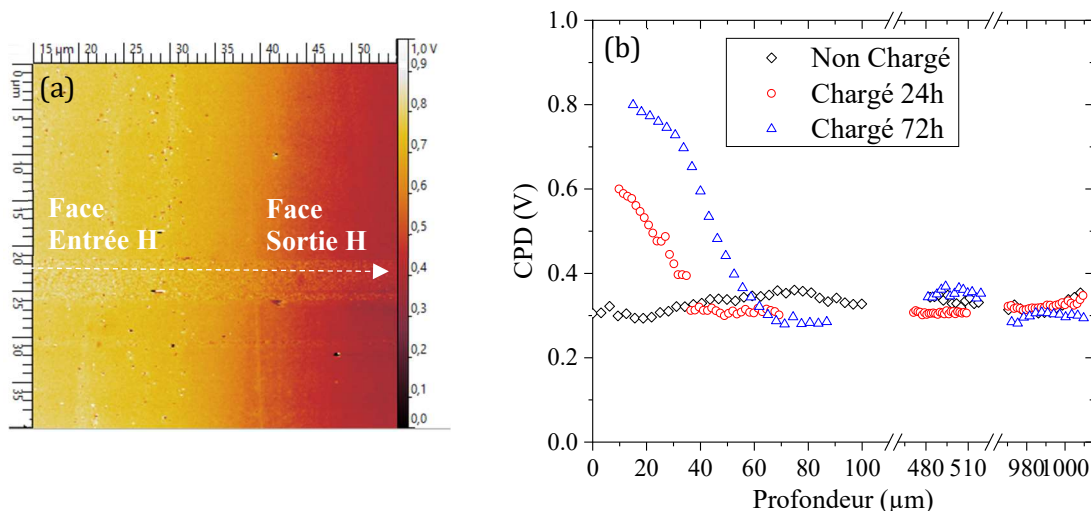 15 µm 20 25 30 35 40 45 50
1,0 V
0,9
0,8
0,7
0,6
0,5
0,4
0,3
0,2
0,0
0 µm
5
10
15
20
25
30
35
(a)
Face
Entrée H
Face
Sortie H
(b)
Non Chargé
Chargé 24h
Chargé 72h
CPD (V)
1.0
0.8
0.6
0.4
0.2
0.0
0 20 40 60 80 100 480 510 980 1000
Profondeur (µm)